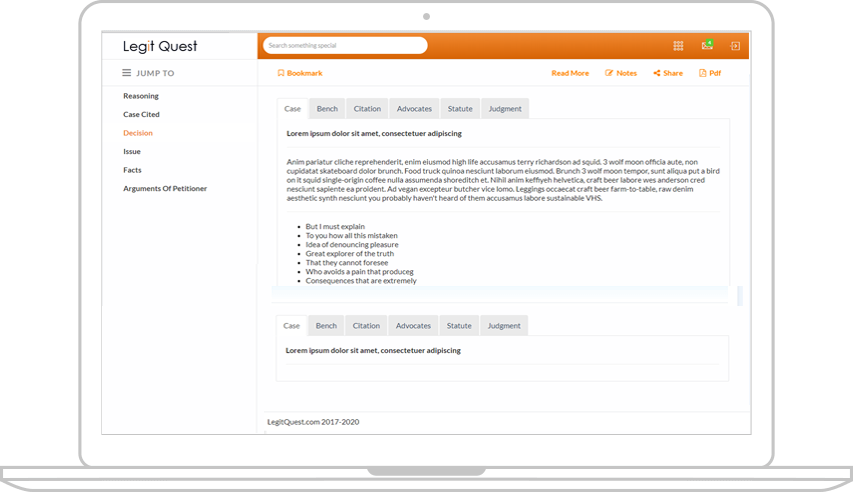 Legit Quest
Search something special
4
JUMP TO
Bookmark
Read More
Notes
Share
Pdf
Reasoning
Case Cited
Decision
Issue
Facts
Arguments Of Petitioner
Case Bench Citation Advocates Statute Judgment
Lorem ipsum dolor sit amet, consectetuer adipiscing
Anim pariatur cliche reprehenderit, enim eiusmod high life accusamus terry richardson ad squid. 3 wolf moon officia aute, non
cupidatat skateboard dolor brunch. Food truck quinoa nesciunt laborum eiusmod. Brunch 3 wolf moon tempor, sunt aliqua put a bird
on it squid single-origin coffee nulla assumenda shoreditch et. Nihil anim keffiyeh helvetica, craft beer labore wes anderson cred
nesciunt sapiente ea proident. Ad vegan excepteur butcher vice lomo. Leggings occaecat craft beer farm-to-table, raw denim
aesthetic synth nesciunt you probably haven't heard of them accusamus labore sustainable VHS.
But I must explain
To you how all this mistaken
Idea of denouncing pleasure
Great explorer of the truth
That they cannot foresee
Who avoids a pain that produceg
Consequences that are extremely
Case Bench Citation Advocates Statute Judgment
Lorem ipsum dolor sit amet, consectetuer adipiscing
LegitQuest.com 2017-2020